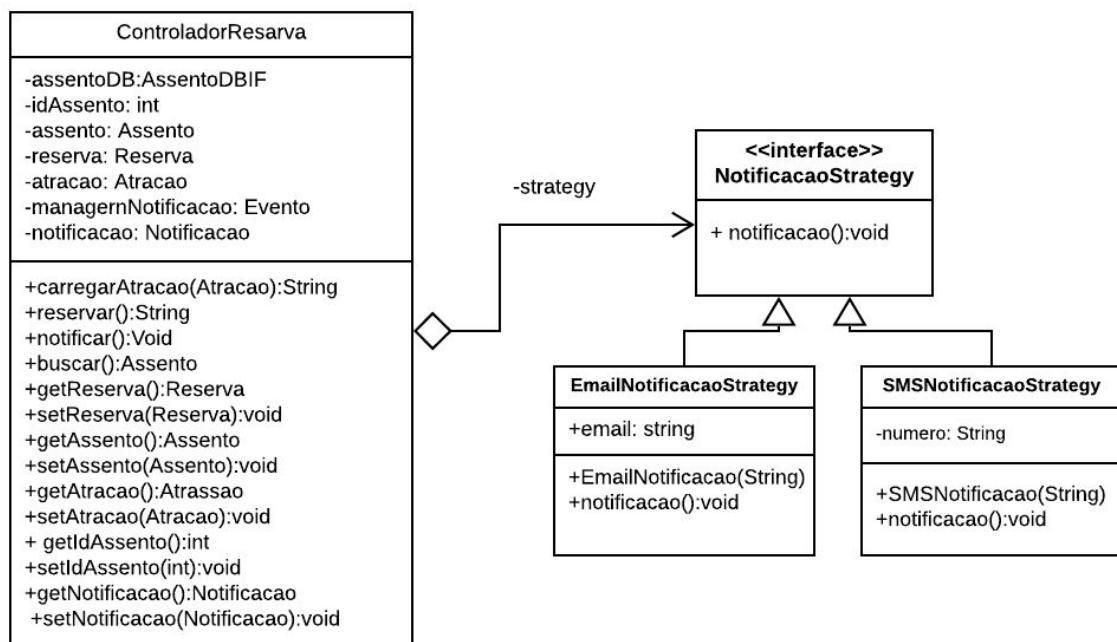 ControladorResarva
-assentoDB:AssentoDBIF
-idAssento: int
-assento: Assento
-reserva: Reserva
-atracao: Atracao
-managernNotificacao: Evento
-notificacao: Notificacao
+carregarAtracao(Atracao):String
+reservar():String
+notificar():Void
+buscar():Assento
+getReserva():Reserva
+setReserva(Reserva):void
+getAssento():Assento
+setAssento(Assento):void
+getAtracao():Atrassao
+setAtracao(Atracao):void
+ getIdAssento():int
+setIdAssento(int):void
+getNotificacao():Notificacao
+setNotificacao(Notificacao):void
-strategy
<<interface>>
NotificacaoStrategy
+ notificacao():void
EmailNotificacaoStrategy
+email: string
+EmailNotificacao(String)
+notificacao():void
SMSNotificacaoStrategy
-numero: String
+SMSNotificacao(String)
+notificacao():void